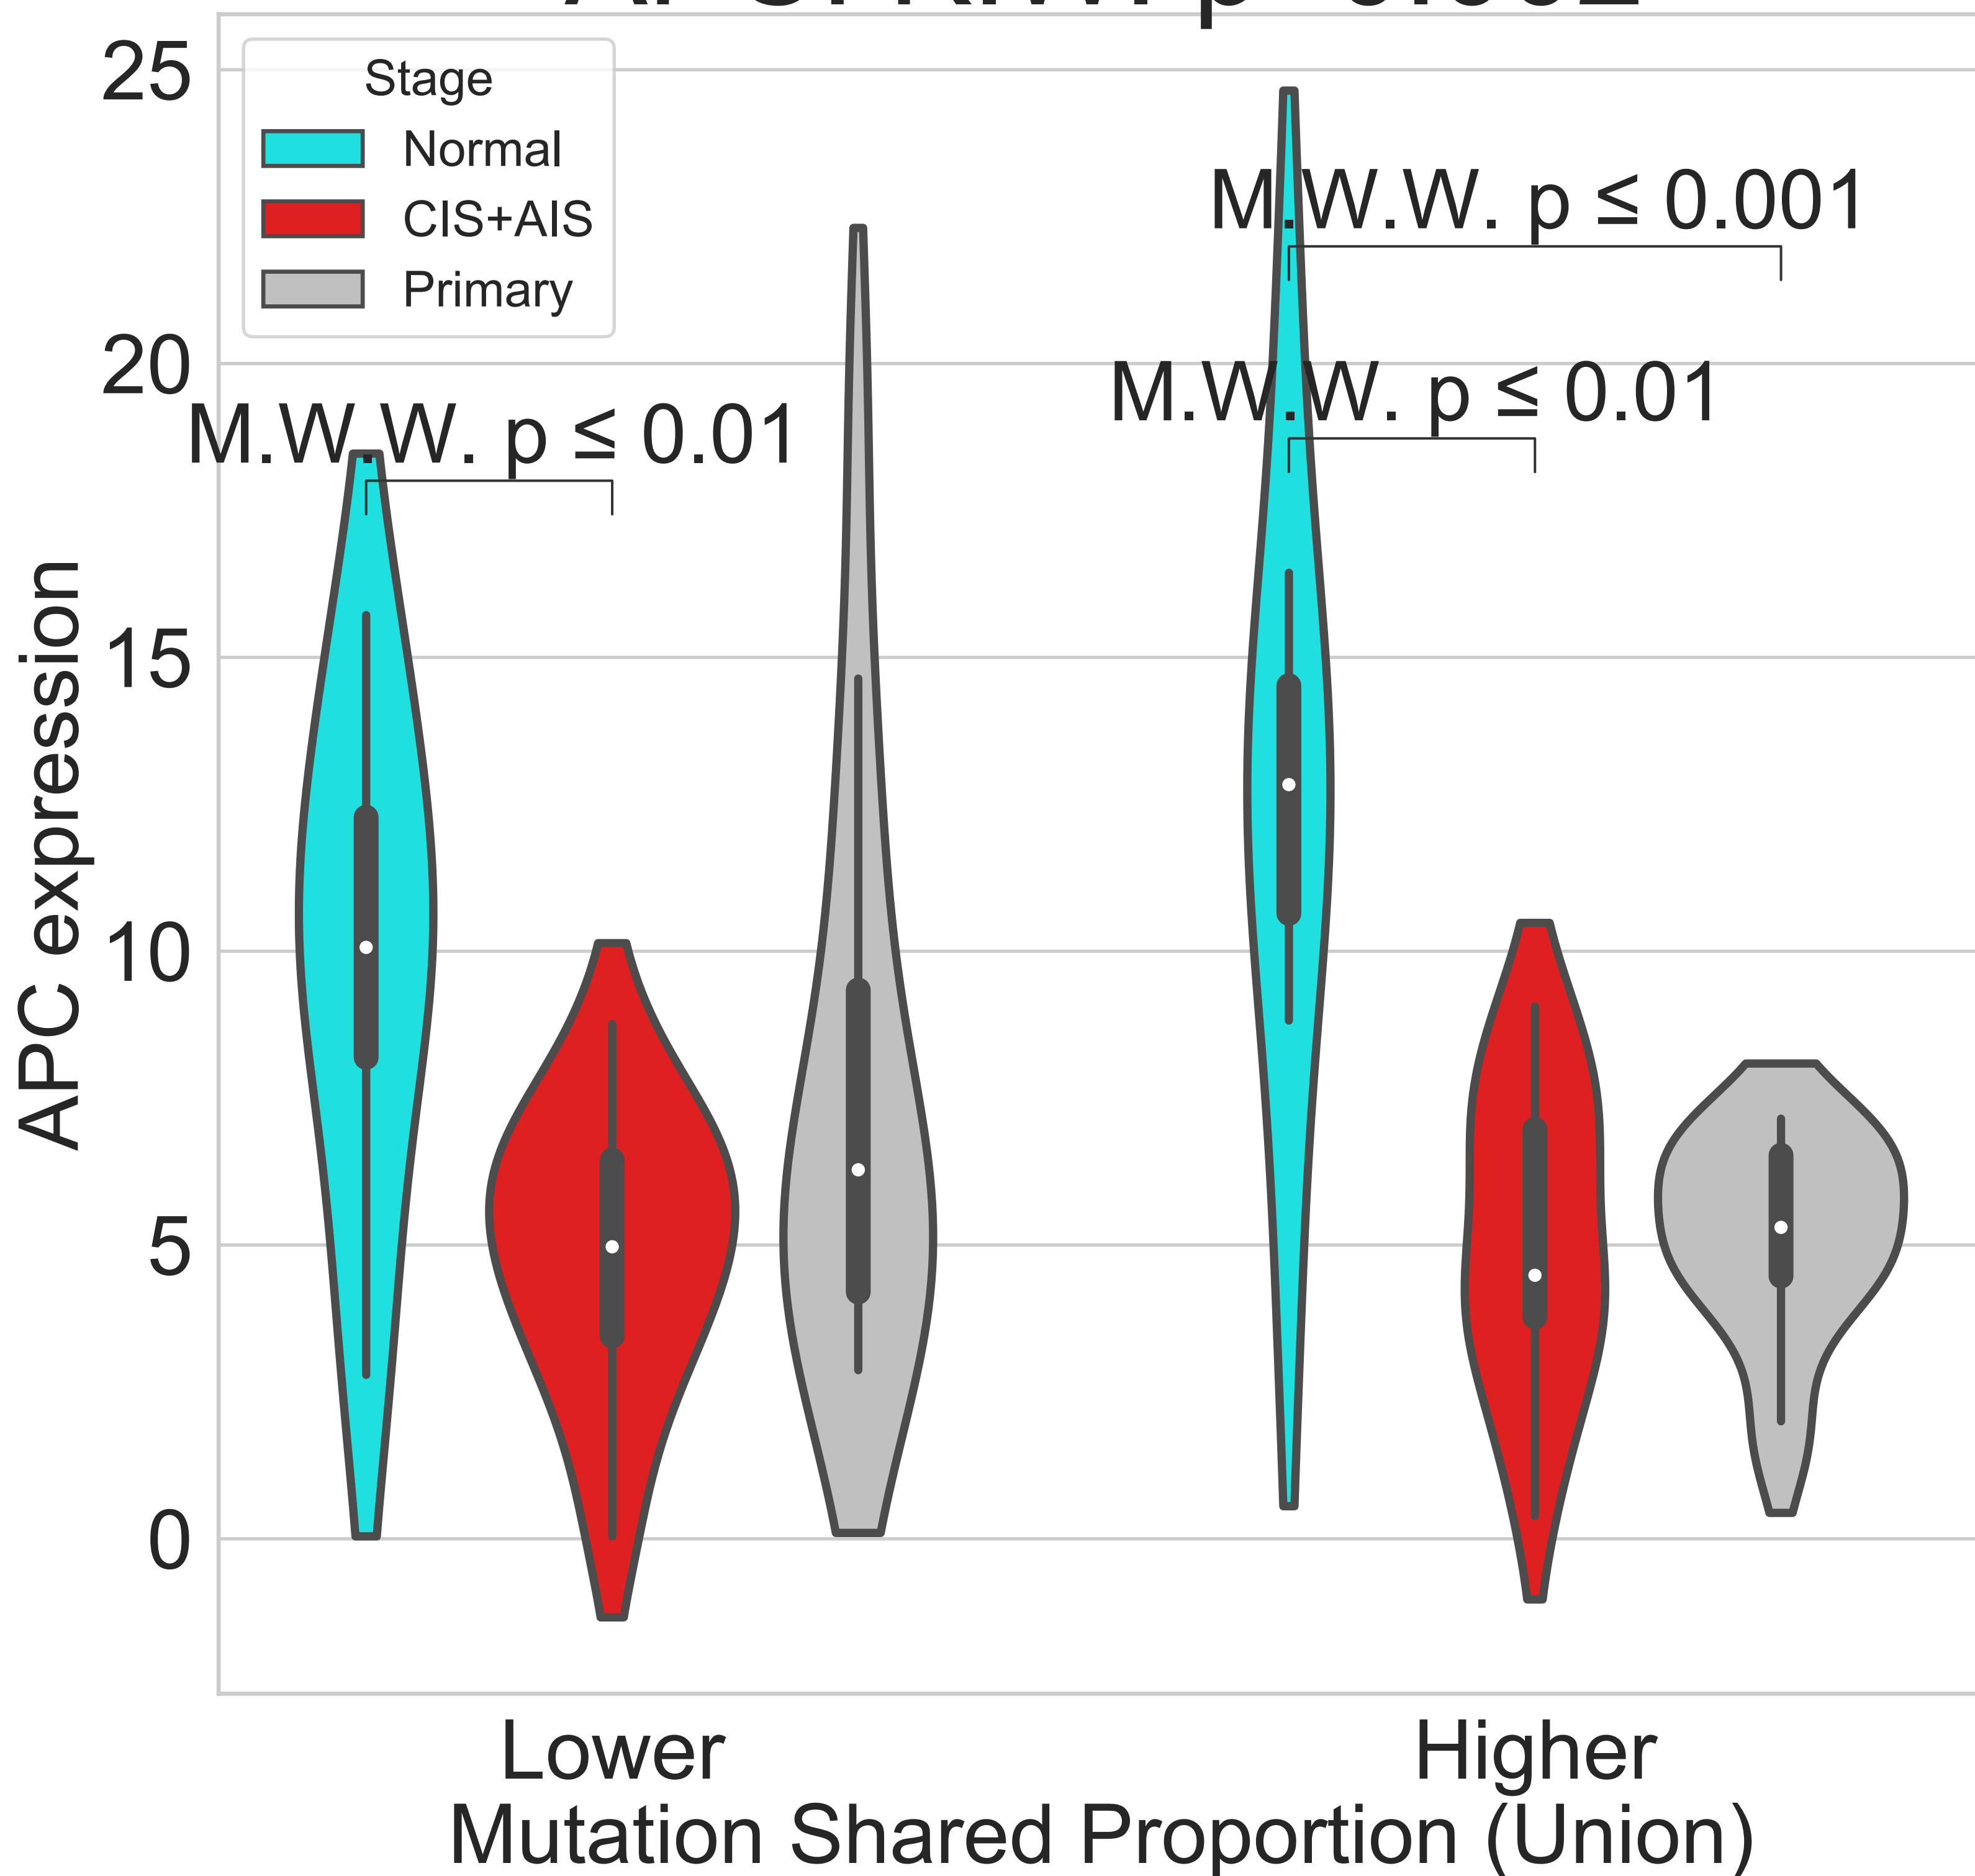 25
20
15
10
5
0
APC expression
Stage
Normal
CIS+AIS
Primary
M.W.W. p ≤ 0.01
M.W.W. p ≤ 0.001
M.W.W. p ≤ 0.01
Lower
Higher
Mutation Shared Proportion (Union)